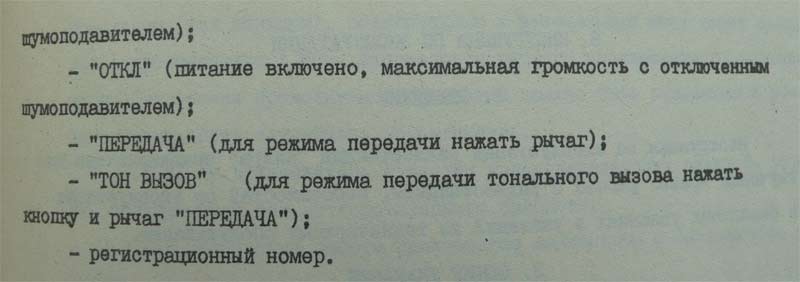 шумоподавителем);
- "ОТКЛ" (питание включено, максимальная громкость с отключенным
шумоподавителем);
- "ПЕРЕДАЧА" (для режима передачи нажать рычаг);
- "ТОН ВЫЗОВ" (для режима передачи тонального вызова нажать
кнопку и рычаг "ПЕРЕДАЧА");
- регистрационный номер.